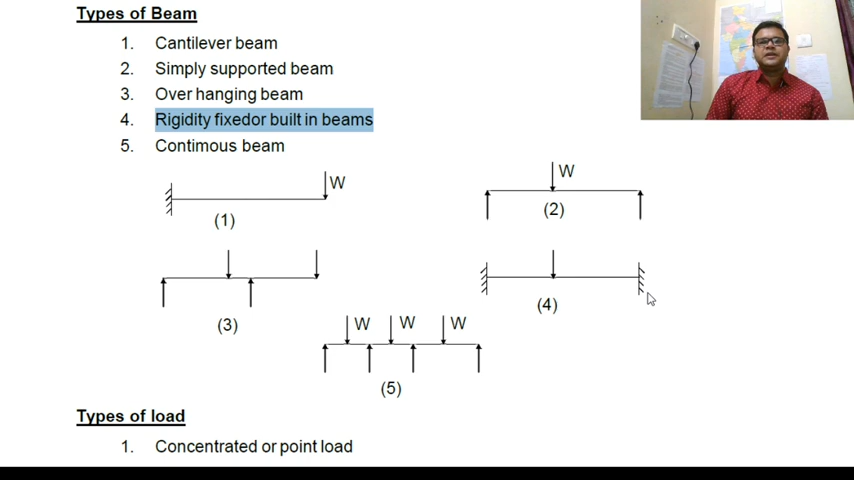 Types of Beam
1. Cantilever beam
2. Simply supported beam
3. Over hanging beam
4. Rigidity fixedor built in beams
5. Contimous beam
W
(1)
W
(2)
(3)
(4)
W W W
(5)
Types of load
1. Concentrated or point load